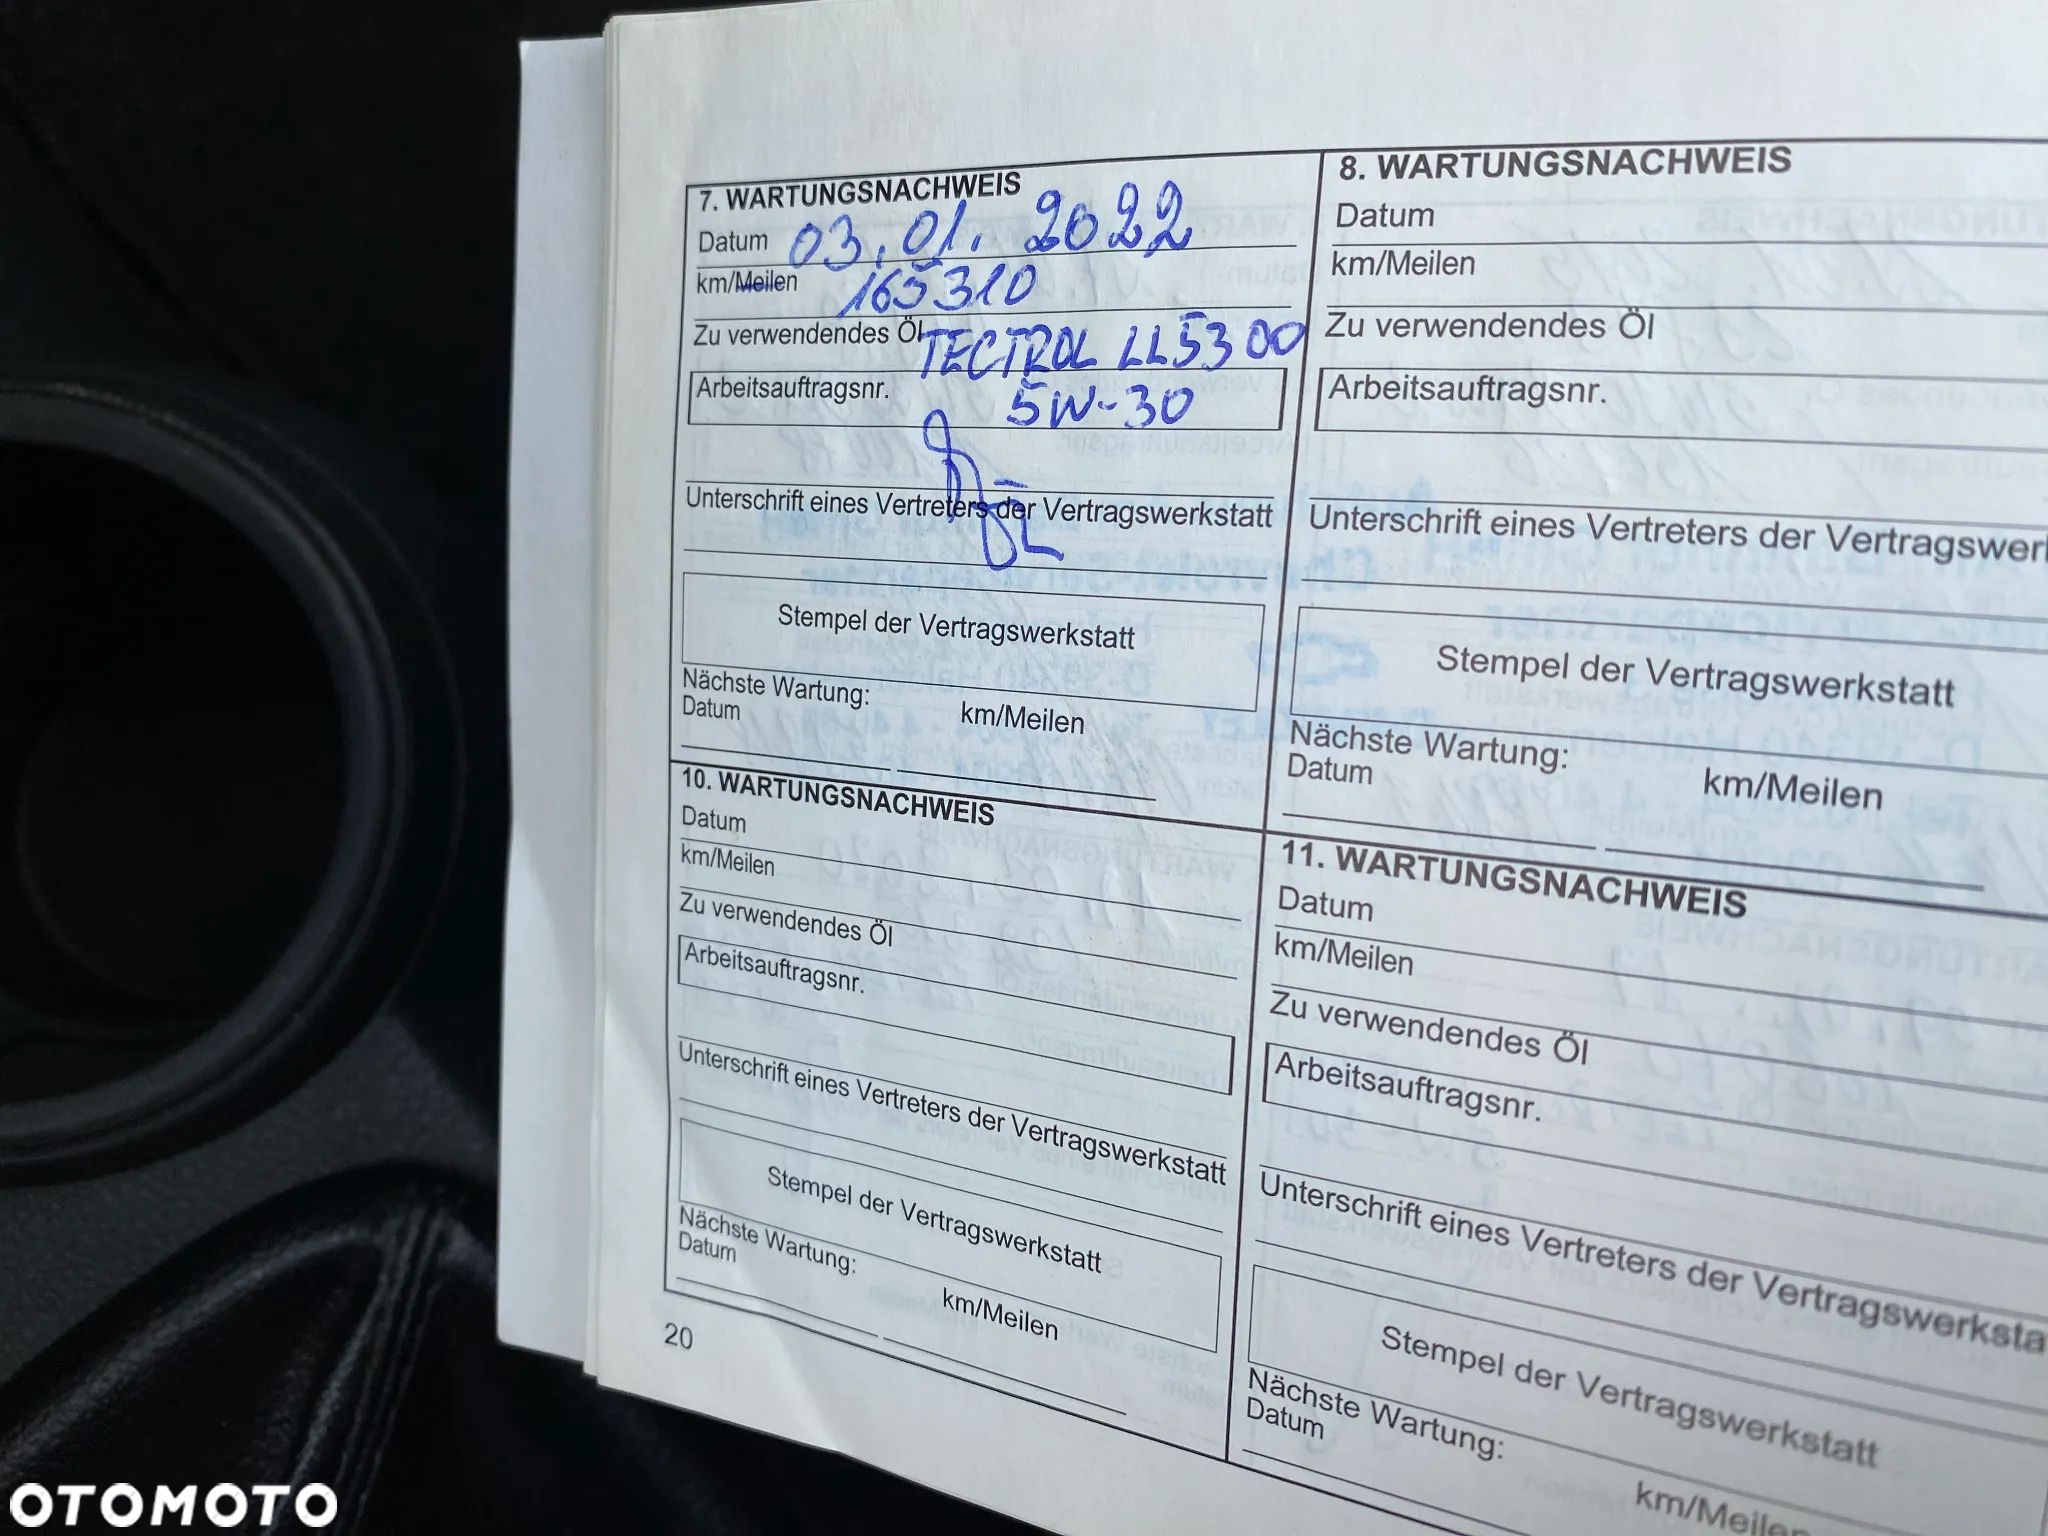 7. WARTUNGSNACHWEIS
Datum 03.01.2022
km/Meilen 165310
Zu verwendendes Öl TECTROL LL5300
Arbeitsauftragsnr. 5W-30
Unterschrift eines Vertreters der Vertragswerkstatt
Stempel der Vertragswerkstatt
Nächste Wartung:
Datum km/Meilen
8. WARTUNGSNACHWEIS
Datum
km/Meilen
Zu verwendendes Öl
Arbeitsauftragsnr.
Unterschrift eines Vertreters der Vertragswer
Stempel der Vertragswerkstatt
Nächste Wartung:
Datum km/Meilen
10. WARTUNGSNACHWEIS
Datum
km/Meilen
Zu verwendendes Öl
Arbeitsauftragsnr.
Unterschrift eines Vertreters der Vertragswerkstatt
Stempel der Vertragswerkstatt
Nächste Wartung:
Datum km/Meilen
11. WARTUNGSNACHWEIS
Datum
km/Meilen
Zu verwendendes Öl
Arbeitsauftragsnr.
Unterschrift eines Vertreters der Vertragswerksta
Stempel der Vertragswerkstatt
Nächste Wartung:
Datum km/Meilen
20
OTOMOTO